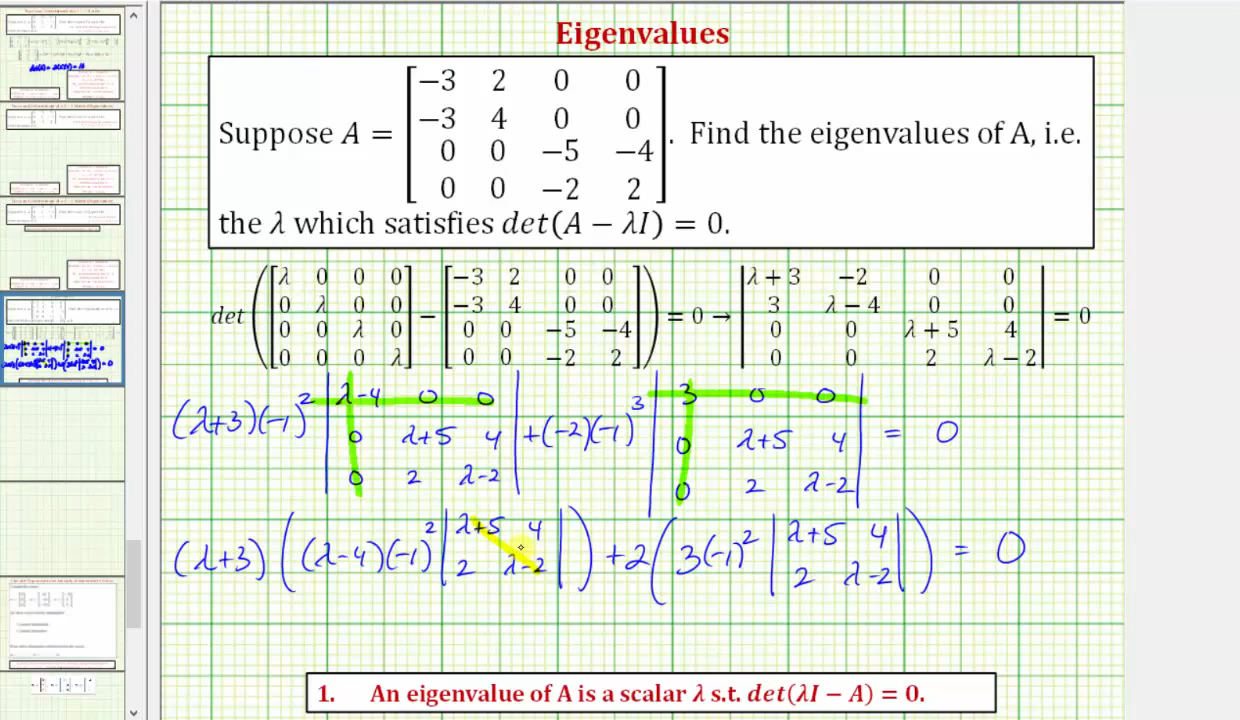 Eigenvalues
Suppose A = [−3 2 0 0; −3 4 0 0; 0 0 −5 −4; 0 0 −2 2]. Find the eigenvalues of A, i.e.
the λ which satisfies det(A − λI) = 0.
det([λ 0 0 0; 0 λ 0 0; 0 0 λ 0; 0 0 0 λ] − [−3 2 0 0; −3 4 0 0; 0 0 −5 −4; 0 0 −2 2]) = 0 → |λ + 3 −2 0 0; 3 λ − 4 0 0; 0 0 λ + 5 4; 0 0 2 λ − 2| = 0
(λ+3)(-1)² |λ-4 0 0; 0 λ+5 4; 0 2 λ-2| + (-2)(-1)³ |3 0 0; 0 λ+5 4; 0 2 λ-2| = 0
(λ+3) ((λ-4)(-1)² |λ+5 4; 2 λ-2|) + 2 (3(-1)² |λ+5 4; 2 λ-2|) = 0
1. An eigenvalue of A is a scalar λ s.t. det(λI − A) = 0.